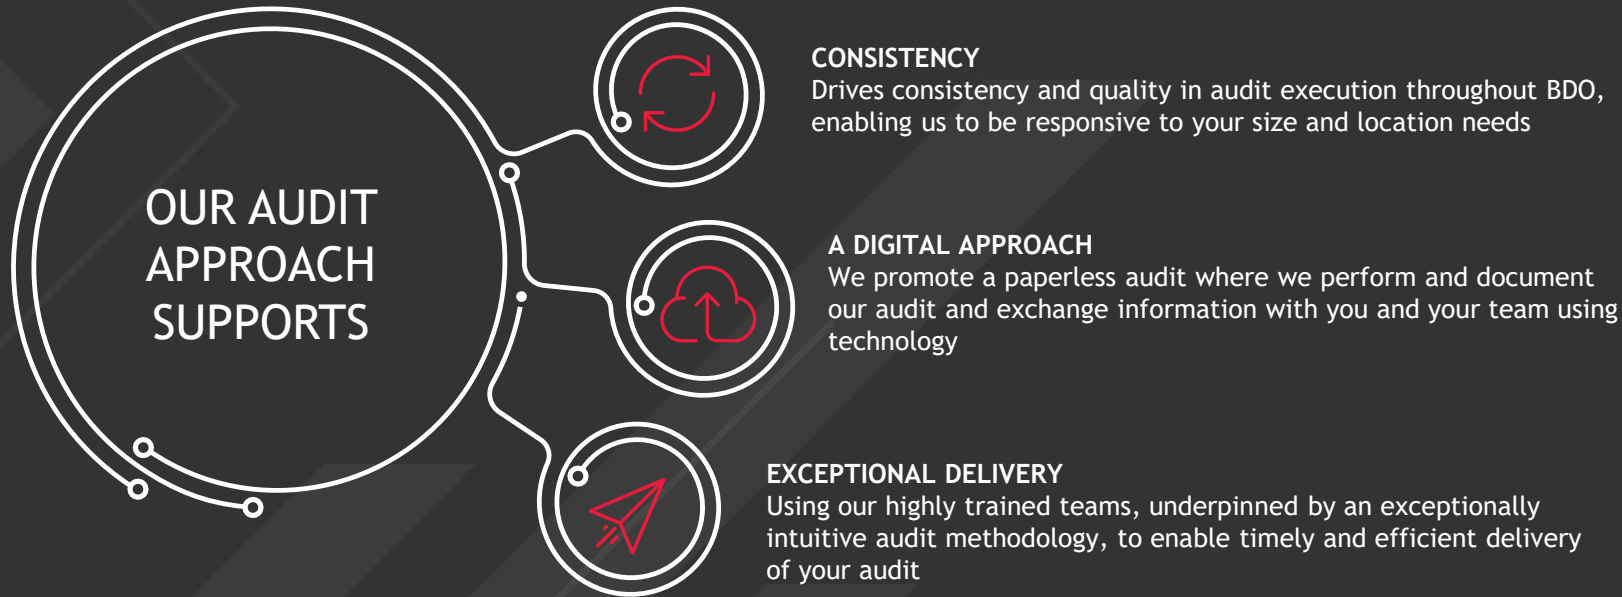 OUR AUDIT
APPROACH
SUPPORTS
CONSISTENCY
Drives consistency and quality in audit execution throughout BDO,
enabling us to be responsive to your size and location needs
A DIGITAL APPROACH
We promote a paperless audit where we perform and document
our audit and exchange information with you and your team using
technology
EXCEPTIONAL DELIVERY
Using our highly trained teams, underpinned by an exceptionally
intuitive audit methodology, to enable timely and efficient delivery
of your audit